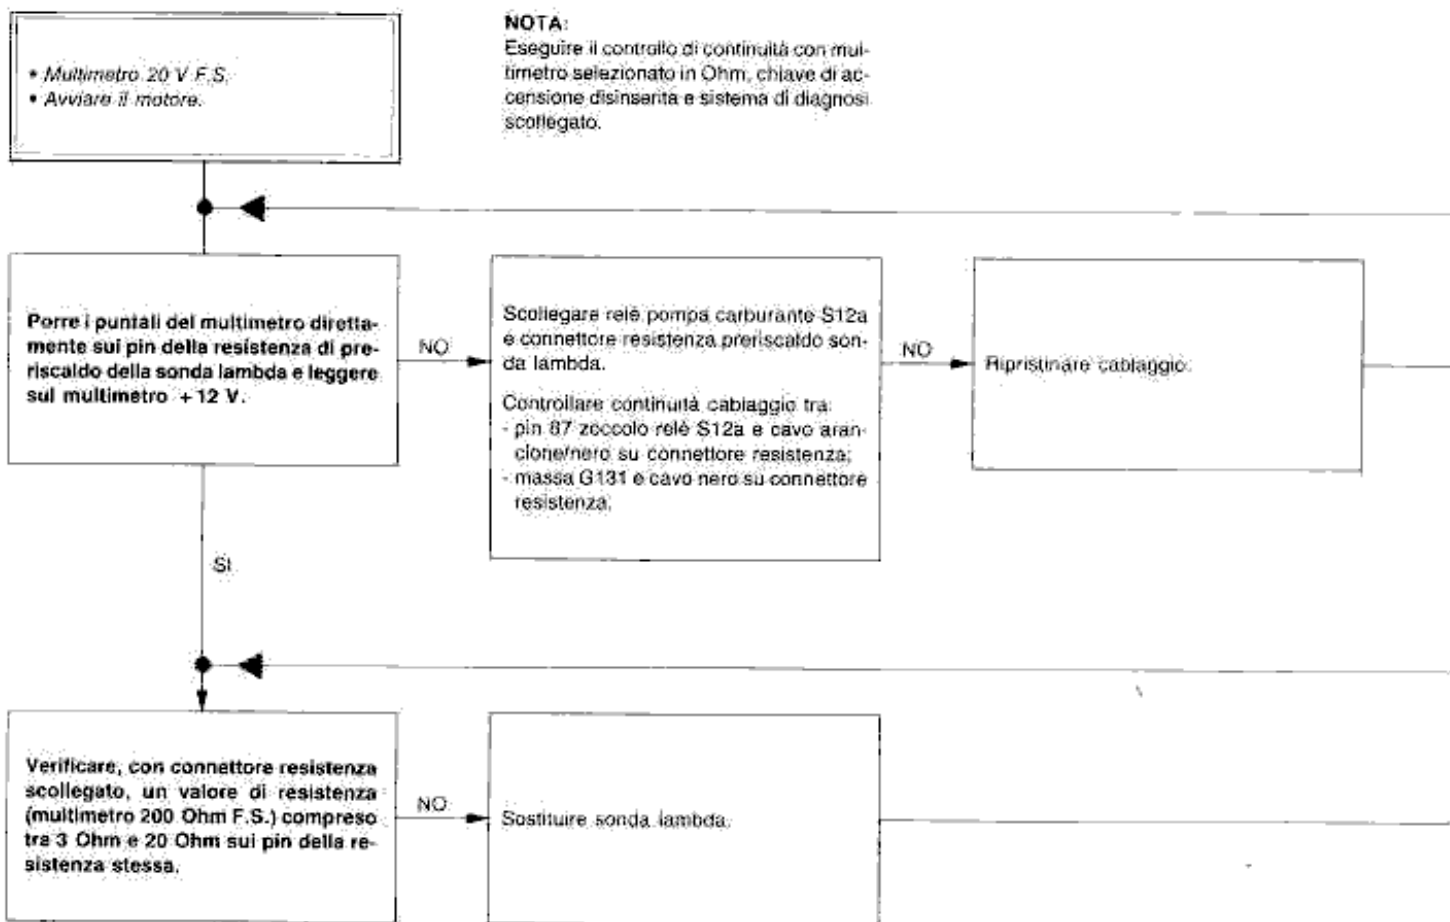 • Multimetro 20 V F.S.
• Avviare il motore.
NOTA:
Eseguire il controllo di continuità con mul-
timetro selezionato in Ohm, chiave di ac-
censione disinserita e sistema di diagnosi
scollegato.
Porre i puntali del multimetro diretta-
mente sui pin della resistenza di pre-
riscaldo della sonda lambda e leggere
sul multimetro +12 V.
NO
Scollegare relè pompa carburante S12a
e connettore resistenza preriscaldo son-
da lambda.
Controllare continuità cablaggio tra:
- pin 87 zoccolo relè S12a e cavo aran-
cione/nero su connettore resistenza;
- massa G131 e cavo nero su connettore
resistenza.
NO
Ripristinare cablaggio.
SI
Verificare, con connettore resistenza
scollegato, un valore di resistenza
(multimetro 200 Ohm F.S.) compreso
tra 3 Ohm e 20 Ohm sui pin della re-
sistenza stessa.
NO
Sostituire sonda lambda.